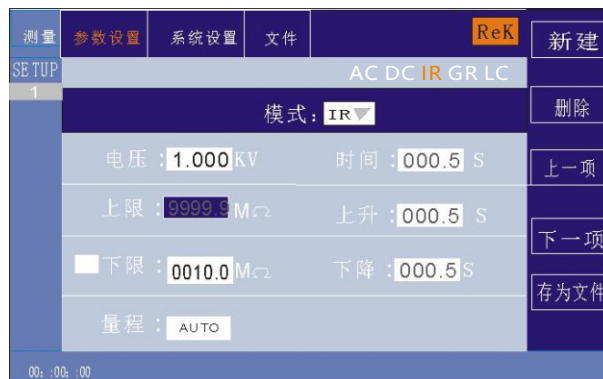 测量 参数设置 系统设置 文件 ReK 新建
SETUP AC DC IR GR LC
1
模式：IR 删除
电压：1.000 KV 时间：000.5 S 上一项
上限：9999.9 MΩ 上升：000.5 S
下一项
下限：0010.0 MΩ 下降：000.5 S
存为文件
量程：AUTO
00: :00: :00